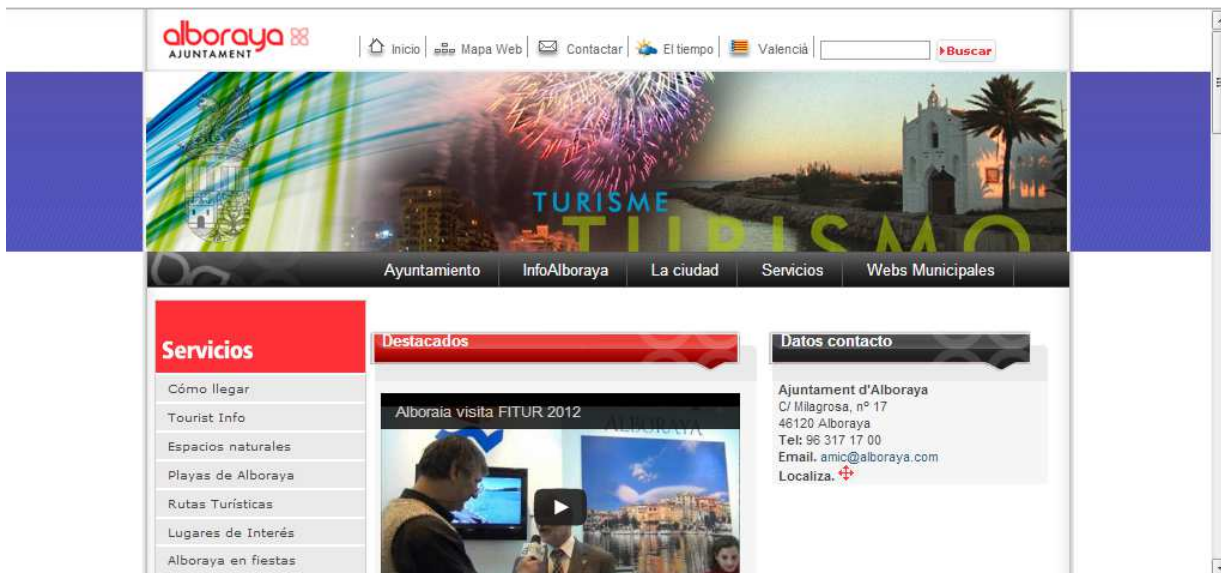 alboraya
AJUNTAMENT
Inicio Mapa Web Contactar El tiempo Valencià Buscar
TURISME
TURISMO
Ayuntamiento InfoAlboraya La ciudad Servicios Webs Municipales
Servicios
Cómo llegar
Tourist Info
Espacios naturales
Playas de Alboraya
Rutas Turísticas
Lugares de Interés
Alboraya en fiestas
Destacados
Alboraia visita FITUR 2012
ALBORAYA
Datos contacto
Ajuntament d'Alboraya
C/ Milagrosa, nº 17
46120 Alboraya
Tel: 96 317 17 00
Email. amic@alboraya.com
Localiza.